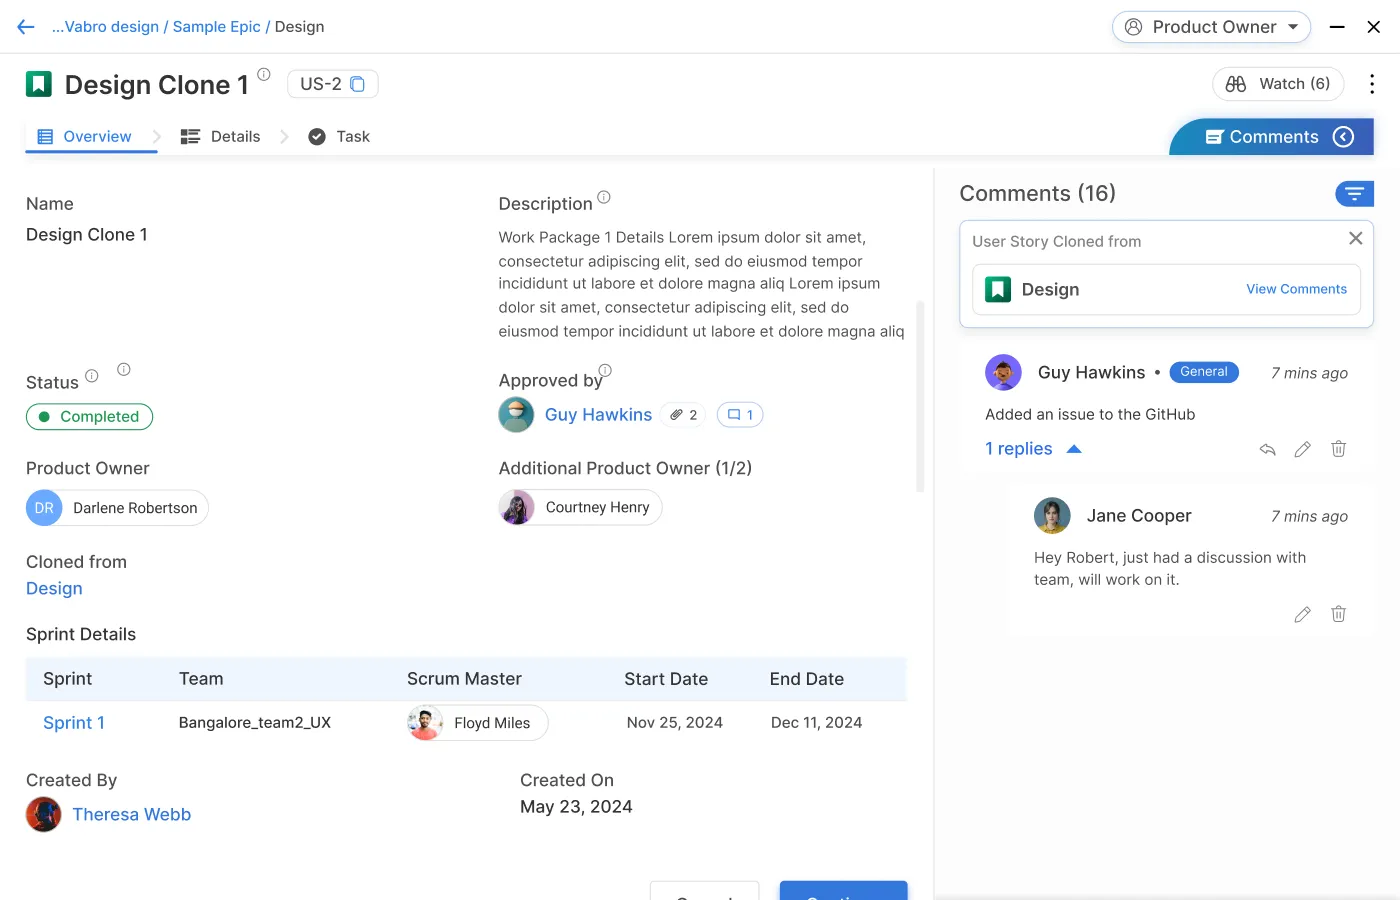 ...Vabro design / Sample Epic / Design
Product Owner
Design Clone 1
US-2
Watch (6)
Overview
Details
Task
Comments
Name
Design Clone 1
Description
Work Package 1 Details Lorem ipsum dolor sit amet,
consectetur adipiscing elit, sed do eiusmod tempor
incididunt ut labore et dolore magna aliq Lorem ipsum
dolor sit amet, consectetur adipiscing elit, sed do
eiusmod tempor incididunt ut labore et dolore magna aliq
Status
Completed
Approved by
Guy Hawkins
2
1
Product Owner
DR
Darlene Robertson
Additional Product Owner (1/2)
Courtney Henry
Cloned from
Design
Sprint Details
Sprint Team Scrum Master Start Date End Date
Sprint 1 Bangalore_team2_UX Floyd Miles Nov 25, 2024 Dec 11, 2024
Created By
Theresa Webb
Created On
May 23, 2024
Comments (16)
User Story Cloned from
Design
View Comments
Guy Hawkins • General 7 mins ago
Added an issue to the GitHub
1 replies
Jane Cooper 7 mins ago
Hey Robert, just had a discussion with
team, will work on it.